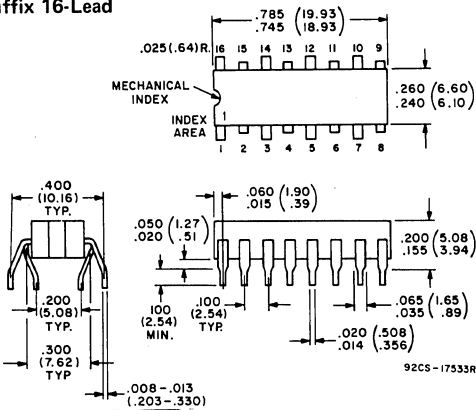 ffix 16-Lead
.785 (19.93)
.745 (18.93)
.025(.64)R. 16 15 14 13 12 11 10 9
MECHANICAL
INDEX
INDEX
AREA
1
1 2 3 4 5 6 7 8
.260 (6.60)
.240 (6.10)
.400
(10.16)
TYP.
.060 (1.90)
.015 (.39)
.050 (1.27)
.020 (.51)
.200 (5.08)
.155 (3.94)
.200
(5.08)
TYP.
.100
(2.54)
MIN.
.100
(2.54)
TYP.
.065 (1.65)
.035 (.89)
.020 (.508)
.014 (.356)
.300
(7.62)
TYP
92CS-17533R
.008-.013
(.203-.330)